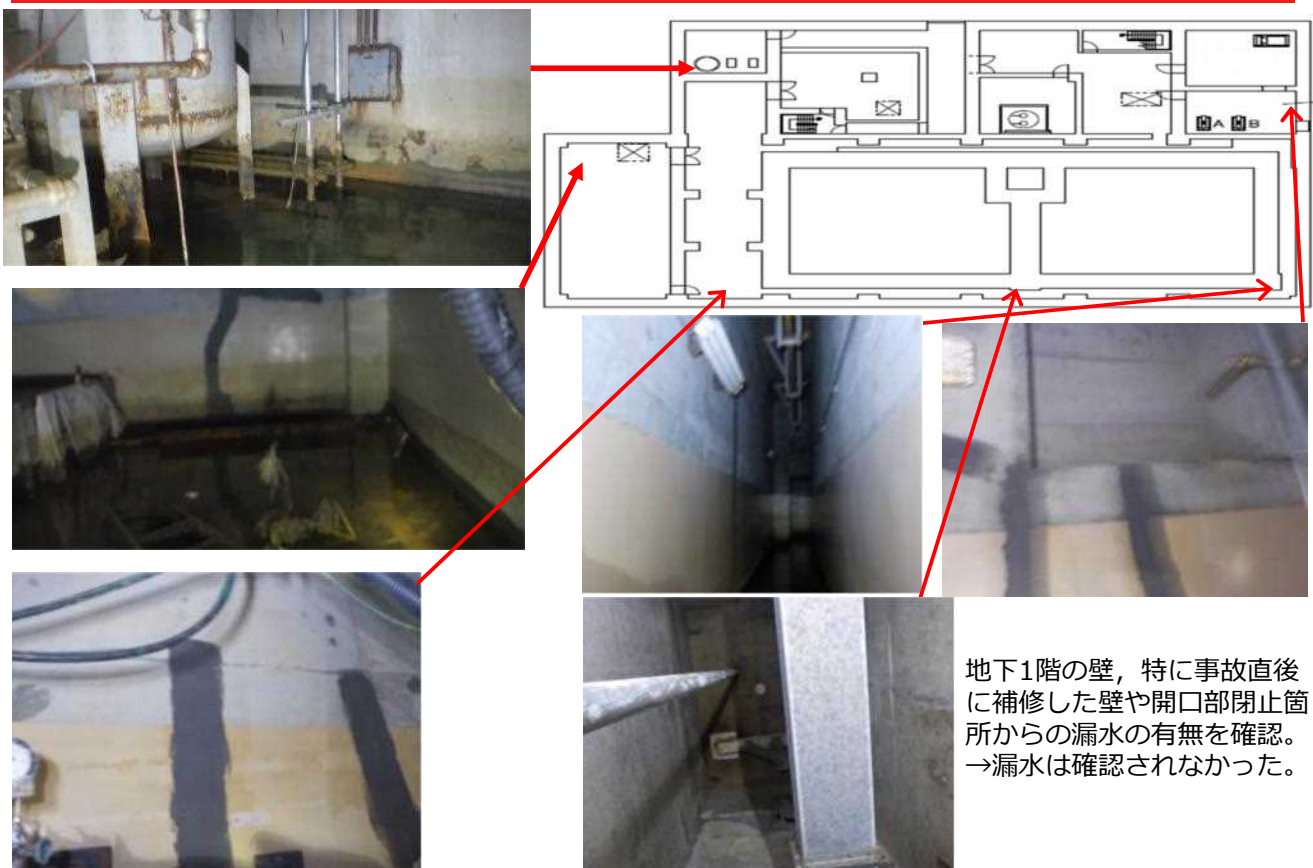 A B
地下1階の壁，特に事故直後
に補修した壁や開口部閉止箇
所からの漏水の有無を確認。
→漏水は確認されなかった。